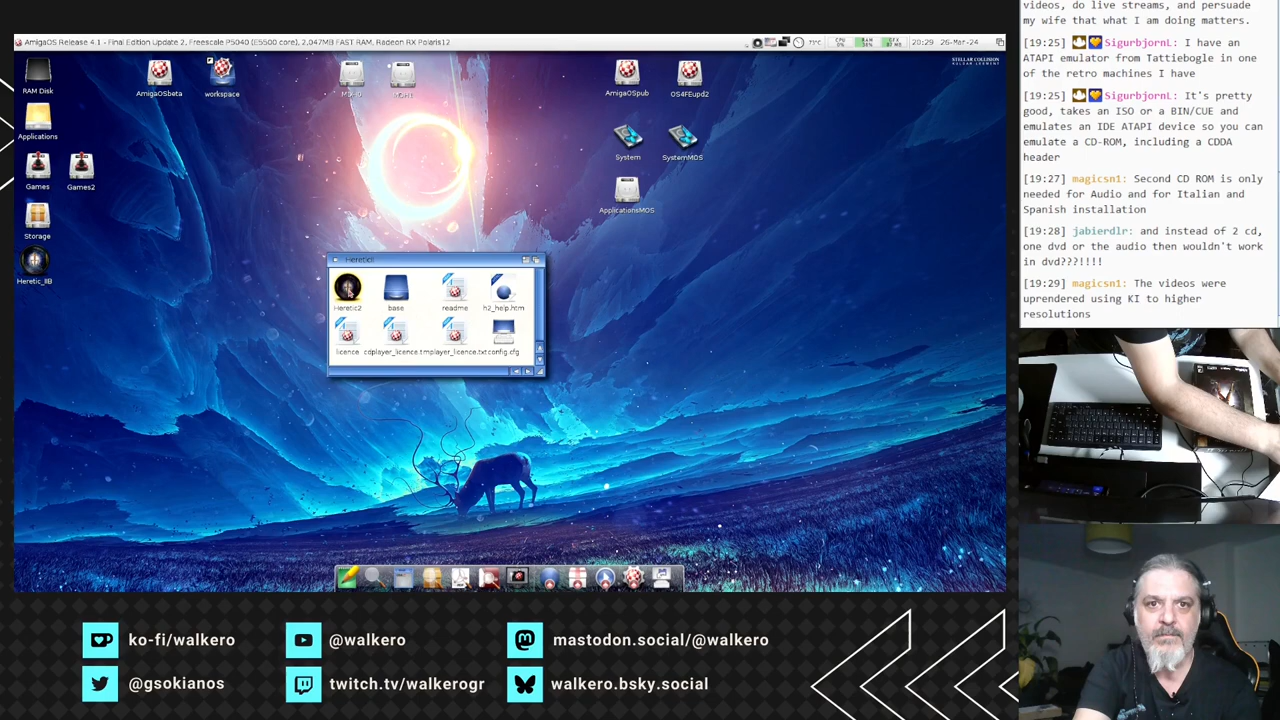 AmigaOS Release 4.1 - Final Edition Update 2, Freescale P5040 (E5500 core), 2,047MB FAST RAM, Radeon RX Polaris12
CPU
RAM
20:29 26-Mar-24
STELLAR COLLISION
RAM Disk
AmigaOSbeta
workspace
AmigaOSpub
OS4FEupd2
Applications
System
SystemMOS
Games
Games2
ApplicationsMOS
Storage
Heretic_IIB
HereticII
Heretic2
base
readme
h2_help.htm
licence
cdplayer_licence.t
mplayer_licence.txt
config.cfg
videos, do live streams, and persuade
my wife that what I am doing matters.
[19:25] SigurbjornL: I have an
ATAPI emulator from Tattiebogle in one
of the retro machines I have
[19:25] SigurbjornL: It's pretty
good, takes an ISO or a BIN/CUE and
emulates an IDE ATAPI device so you can
emulate a CD-ROM, including a CDDA
header
[19:27] magicsn1: Second CD ROM is only
needed for Audio and for Italian and
Spanish installation
[19:28] jabierdlr: and instead of 2 cd,
one dvd or the audio then wouldn't work
in dvd???!!!!
[19:29] magicsn1: The videos were
uprendered using KI to higher
resolutions
ko-fi/walkero
@walkero
mastodon.social/@walkero
@gsokianos
twitch.tv/walkerogr
walkero.bsky.social